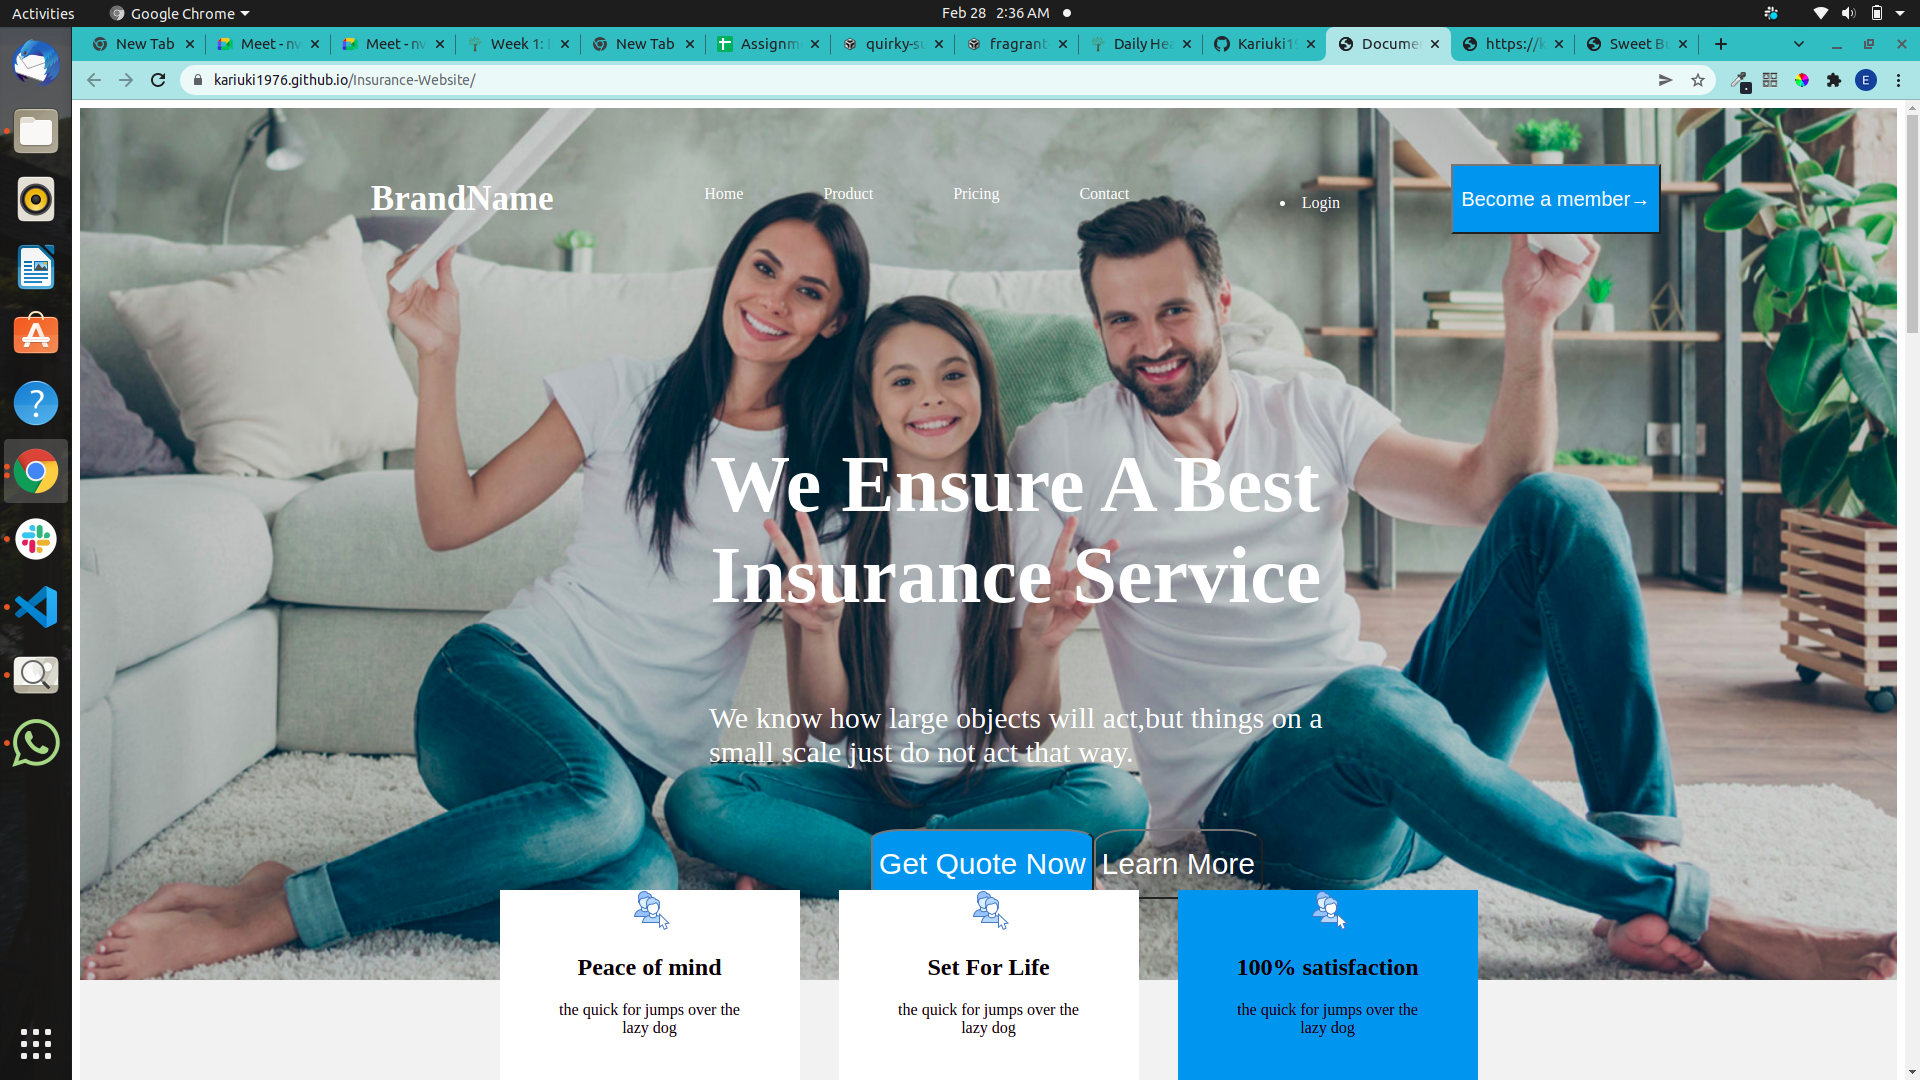 Activities
Google Chrome
Feb 28 2:36 AM
New Tab
Meet - nv
Meet - nv
Week 1:
New Tab
Assignm
quirky-su
fragrant
Daily Hea
Kariuki19
Docume
https://k
Sweet Bu
kariuki1976.github.io/Insurance-Website/
E
BrandName
Home
Product
Pricing
Contact
• Login
Become a member→
We Ensure A Best
Insurance Service
We know how large objects will act,but things on a
small scale just do not act that way.
Get Quote Now
Learn More
Peace of mind
the quick for jumps over the
lazy dog
Set For Life
the quick for jumps over the
lazy dog
100% satisfaction
the quick for jumps over the
lazy dog